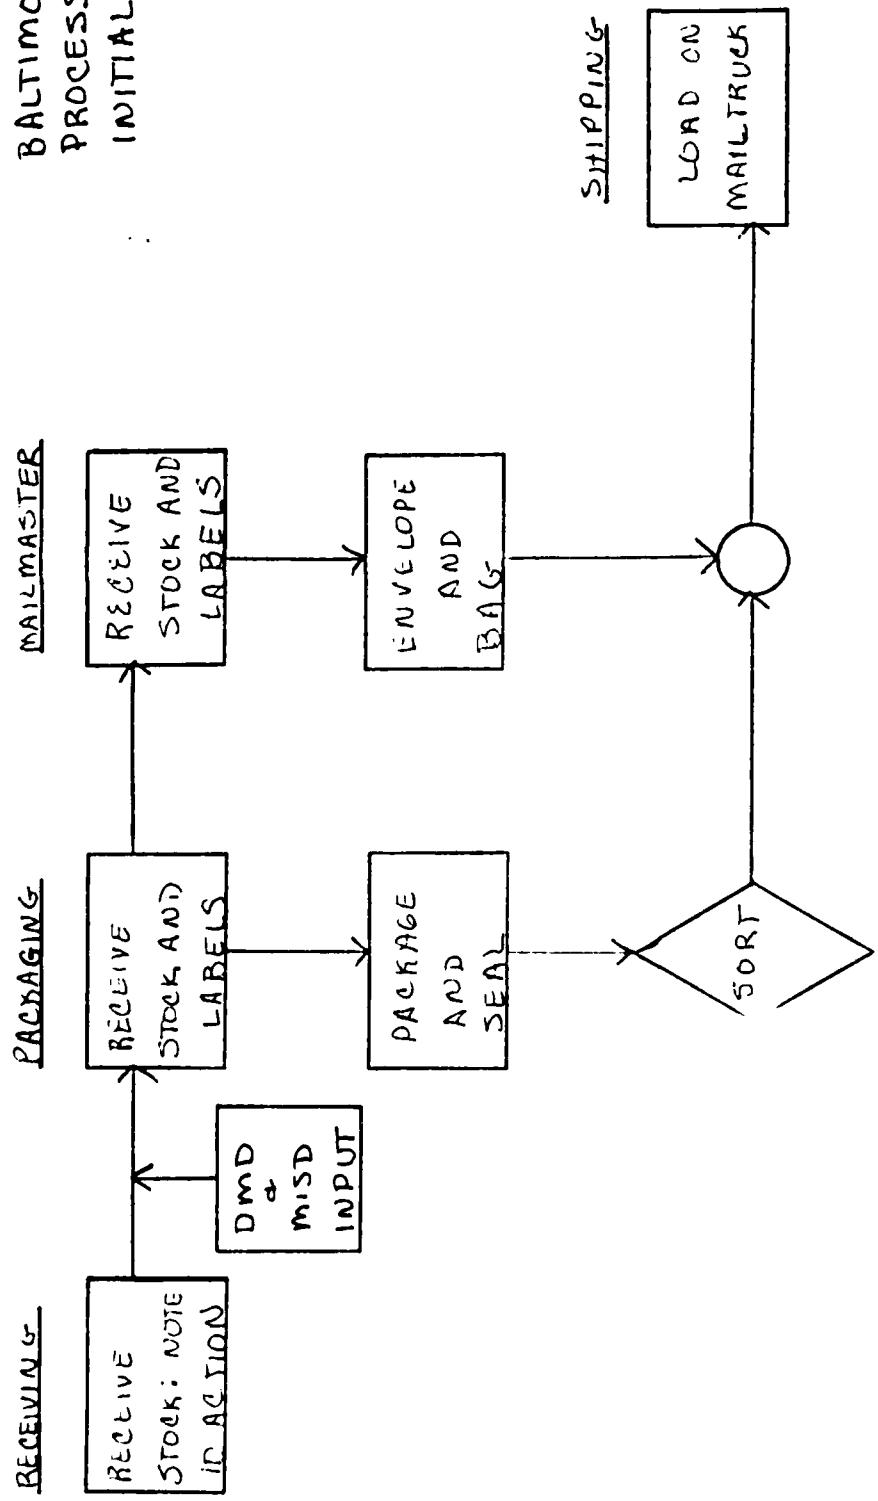 BALTIMO
PROCESS
INITIAL
RECEIVING
RECEIVE
STOCK: NOTE
ID ACTION
DMD
&
MISD
INPUT
PACKAGING
RECEIVE
STOCK AND
LABELS
PACKAGE
AND
SEAL
SORT
MAILMASTER
RECEIVE
STOCK AND
LABELS
ENVELOPE
AND
BAG
SHIPPING
LOAD ON
MAILTRUCK